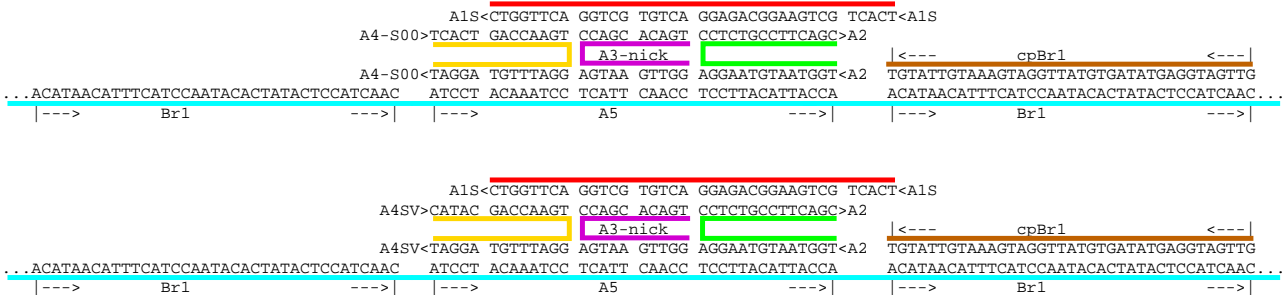 A1S<CTGGTTCA GGTCG TGTCA GGAGACGGAAGTCG TCACT<A1S
A4-S00>TCACT GACCAAGT CCAGC ACAGT CCTCTGCCTTCAGC>A2
A3-nick |<--- cpBr1 <---|
A4-S00<TAGGA TGTTTAGG AGTAA GTTGG AGGAATGTAATGGT<A2 TGTATTGTAAAGTAGGTTATGTGATATGAGGTAGTTG
...ACATAACATTTCATCCAATACACTATACTCCATCAAC ATCCT ACAAATCC TCATT CAACC TCCTTACATTACCA ACATAACATTTCATCCAATACACTATACTCCATCAAC...
|---> Br1 --->| |---> A5 --->| |---> Br1 --->|
A1S<CTGGTTCA GGTCG TGTCA GGAGACGGAAGTCG TCACT<A1S
A4SV>CATAC GACCAAGT CCAGC ACAGT CCTCTGCCTTCAGC>A2
A3-nick |<--- cpBr1 <---|
A4SV<TAGGA TGTTTAGG AGTAA GTTGG AGGAATGTAATGGT<A2 TGTATTGTAAAGTAGGTTATGTGATATGAGGTAGTTG
...ACATAACATTTCATCCAATACACTATACTCCATCAAC ATCCT ACAAATCC TCATT CAACC TCCTTACATTACCA ACATAACATTTCATCCAATACACTATACTCCATCAAC...
|---> Br1 --->| |---> A5 --->| |---> Br1 --->|